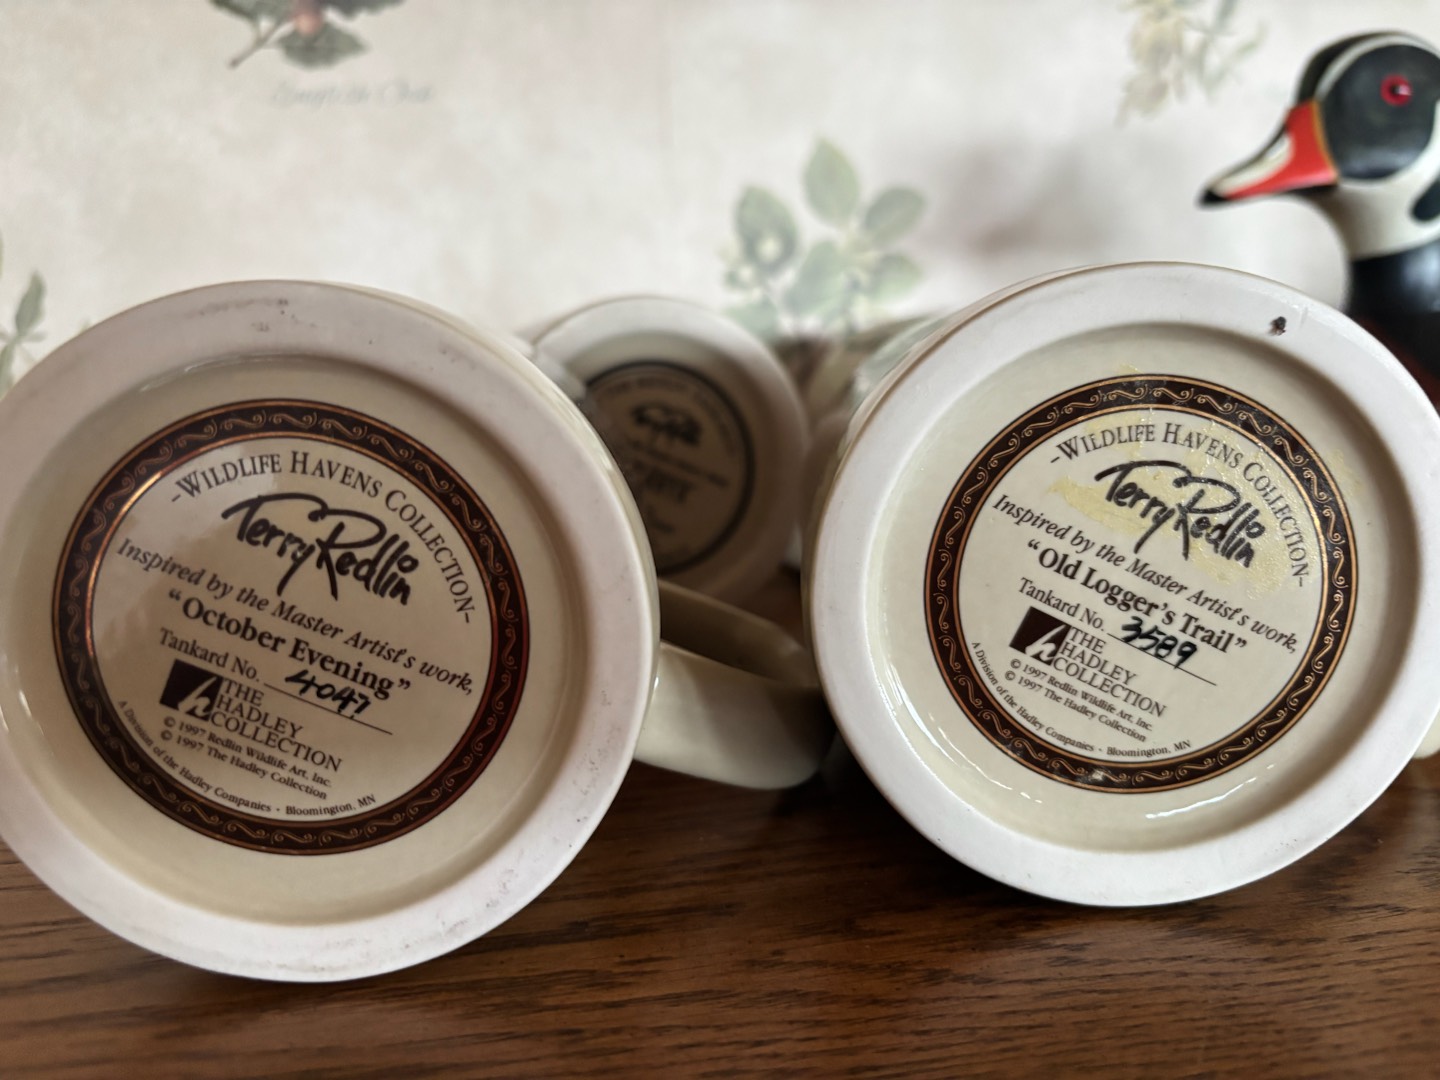 -WILDLIFE HAVENS COLLECTION-
Terry Redlin
Inspired by the Master Artist's work,
"October Evening"
Tankard No. 4047
THE
HADLEY
COLLECTION
© 1997 Redlin Wildlife Art, Inc.
© 1997 The Hadley Collection
A Division of the Hadley Companies • Bloomington, MN
-WILDLIFE HAVENS COLLECTION-
Terry Redlin
Inspired by the Master Artist's work,
"Old Logger's Trail"
Tankard No. 3589
THE
HADLEY
COLLECTION
© 1997 Redlin Wildlife Art, Inc.
© 1997 The Hadley Collection
A Division of the Hadley Companies • Bloomington, MN